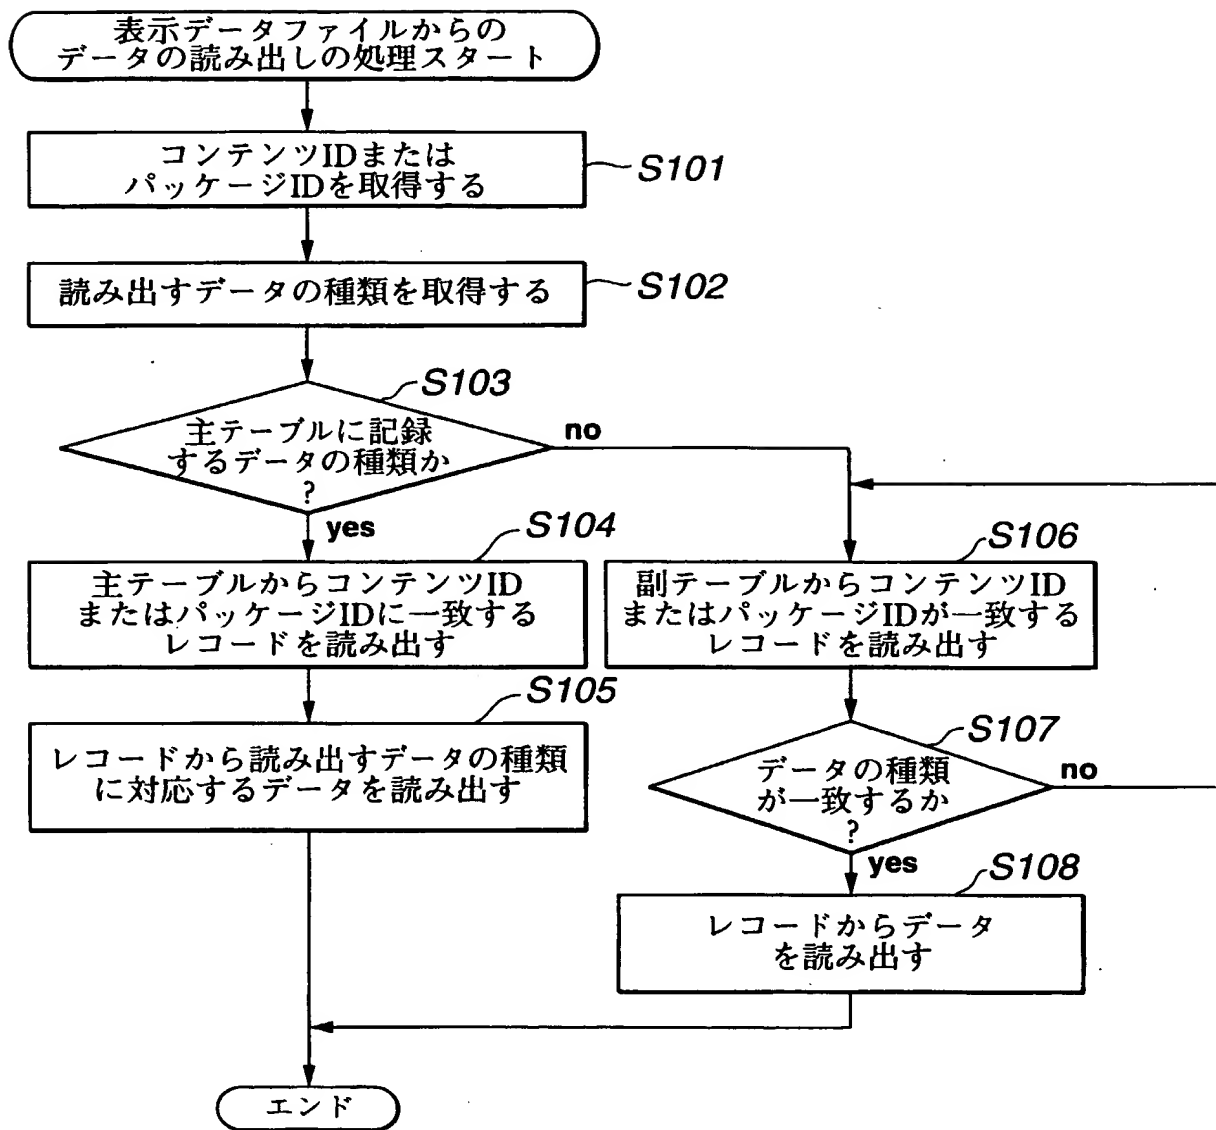 表示データファイルからの
データの読み出しの処理スタート
コンテンツIDまたは
パッケージIDを取得する
S101
読み出すデータの種類を取得する
S102
S103
主テーブルに記録
するデータの種類か
?
no
yes
S104
主テーブルからコンテンツID
またはパッケージIDに一致する
レコードを読み出す
S105
レコードから読み出すデータの種類
に対応するデータを読み出す
S106
副テーブルからコンテンツID
またはパッケージIDが一致する
レコードを読み出す
S107
データの種類
が一致するか
?
no
yes
S108
レコードからデータ
を読み出す
エンド